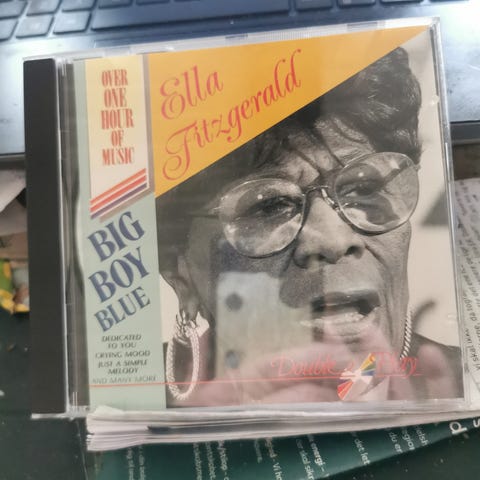 OVER
ONE
HOUR
OF
MUSIC
Ella
Fitzgerald
BIG
BOY
BLUE
DEDICATED
TO YOU
CRYING MOOD
JUST A SIMPLE
MELODY
AND MANY MORE
Double Play